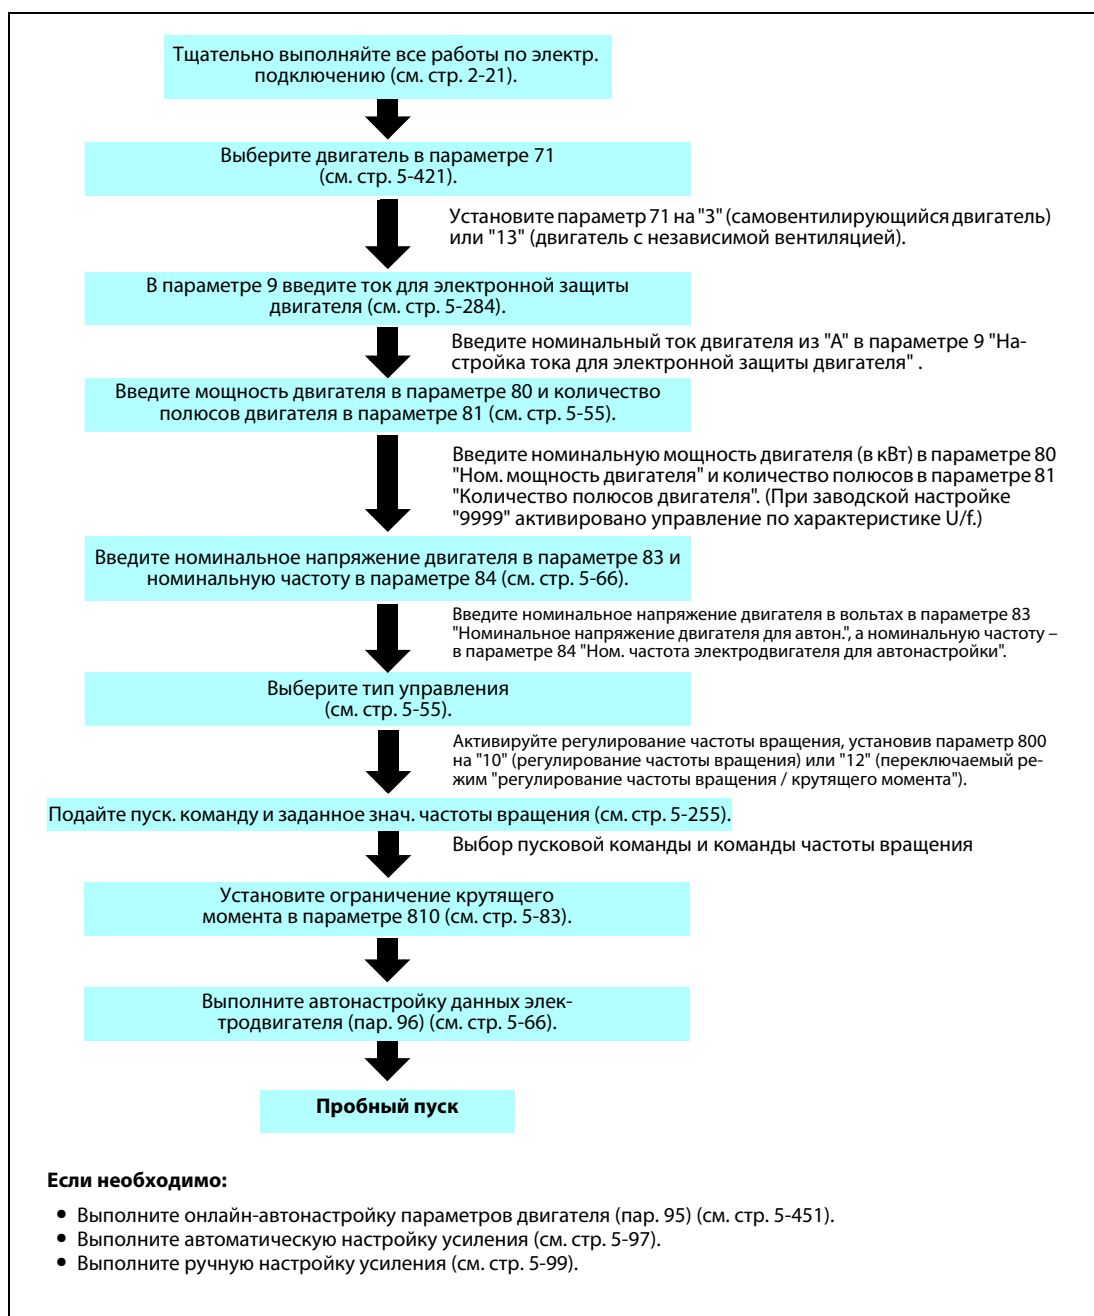 Тщательно выполняйте все работы по электр.
подключению (см. стр. 2-21).
Выберите двигатель в параметре 71
(см. стр. 5-421).
Установите параметр 71 на "3" (самовентилирующийся двигатель)
или "13" (двигатель с независимой вентиляцией).
В параметре 9 введите ток для электронной защиты
двигателя (см. стр. 5-284).
Введите номинальный ток двигателя из "A" в параметре 9 "На-
стройка тока для электронной защиты двигателя" .
Введите мощность двигателя в параметре 80 и количество
полюсов двигателя в параметре 81 (см. стр. 5-55).
Введите номинальную мощность двигателя (в кВт) в параметре 80
"Ном. мощность двигателя" и количество полюсов в параметре 81
"Количество полюсов двигателя". (При заводской настройке
"9999" активировано управление по характеристике U/f.)
Введите номинальное напряжение двигателя в параметре 83 и
номинальную частоту в параметре 84 (см. стр. 5-66).
Введите номинальное напряжение двигателя в вольтах в параметре 83
"Номинальное напряжение двигателя для автон.", а номинальную частоту –
в параметре 84 "Ном. частота электродвигателя для автонастройки".
Выберите тип управления
(см. стр. 5-55).
Активируйте регулирование частоты вращения, установив параметр 800
на "10" (регулирование частоты вращения) или "12" (переключаемый ре-
жим "регулирование частоты вращения / крутящего момента").
Подайте пуск. команду и заданное знач. частоты вращения (см. стр. 5-255).
Выбор пусковой команды и команды частоты вращения
Установите ограничение крутящего
момента в параметре 810 (см. стр. 5-83).
Выполните автонастройку данных элек-
тродвигателя (пар. 96) (см. стр. 5-66).
Пробный пуск
Если необходимо:
● Выполните онлайн-автонастройку параметров двигателя (пар. 95) (см. стр. 5-451).
● Выполните автоматическую настройку усиления (см. стр. 5-97).
● Выполните ручную настройку усиления (см. стр. 5-99).